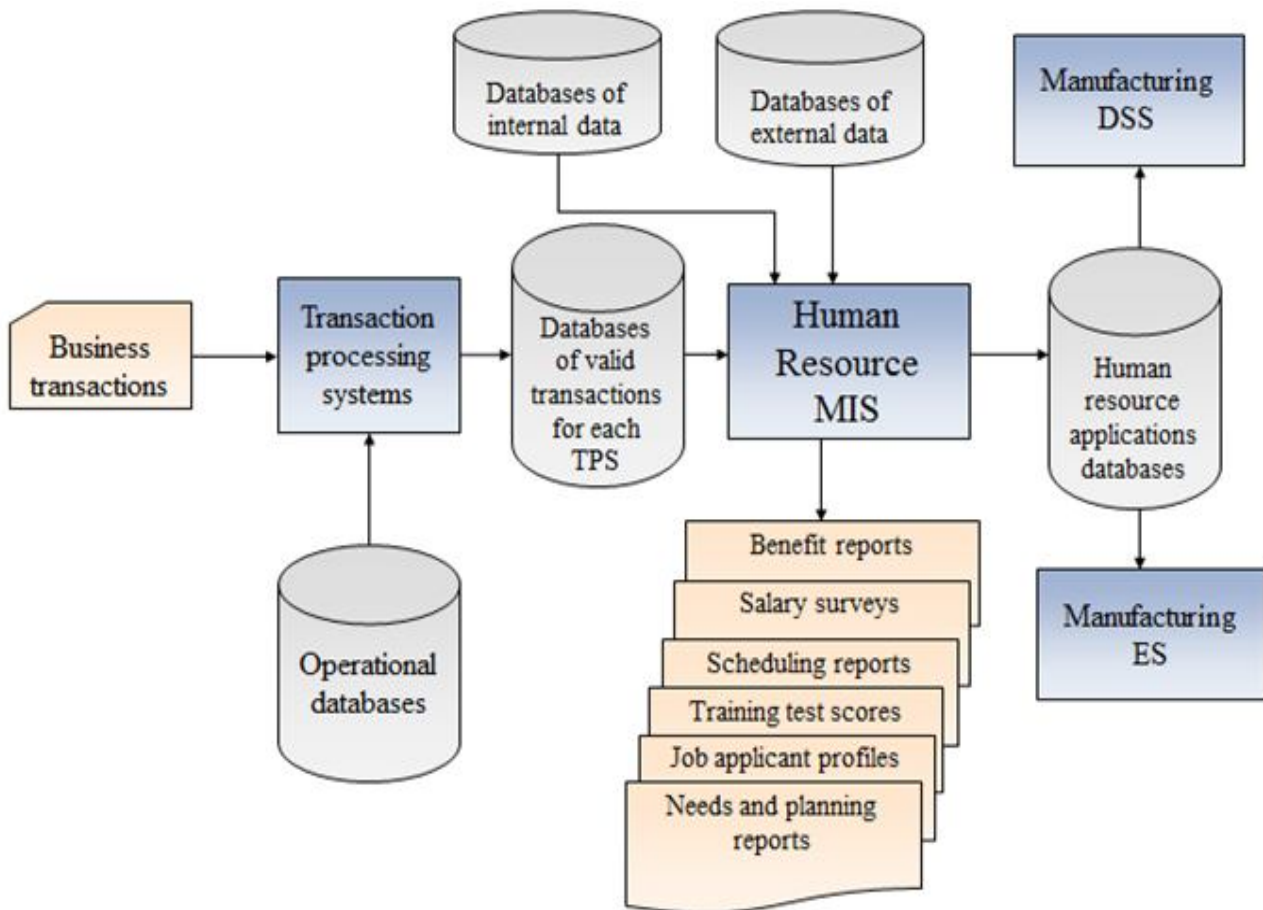 Databases of
internal data
Databases of
external data
Manufacturing
DSS
Business
transactions
Transaction
processing
systems
Databases
of valid
transactions
for each
TPS
Human
Resource
MIS
Human
resource
applications
databases
Operational
databases
Benefit reports
Salary surveys
Scheduling reports
Training test scores
Job applicant profiles
Needs and planning
reports
Manufacturing
ES